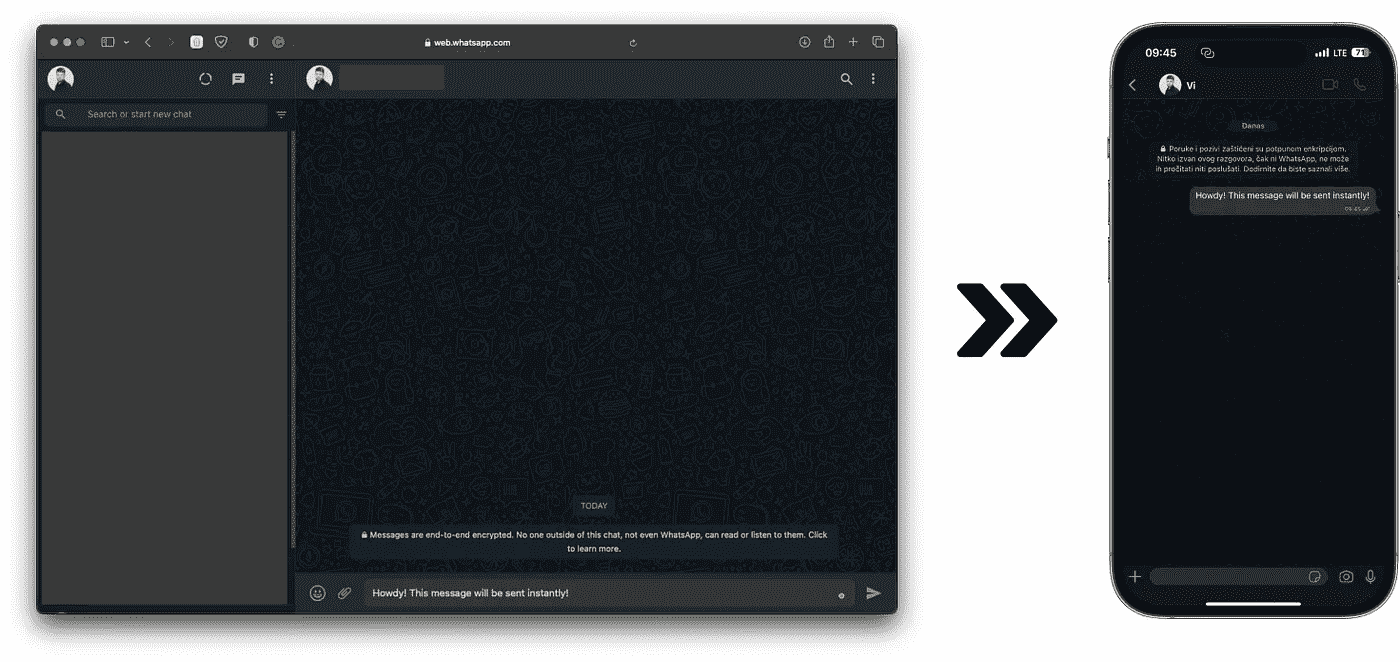 web.whatsapp.com
Search or start new chat
TODAY
Messages are end-to-end encrypted. No one outside of this chat, not even WhatsApp, can read or listen to them. Click
to learn more.
Howdy! This message will be sent instantly!
09:45
LTE
71
Vi
Danas
Poruke i pozivi zaštićeni su potpunom enkripcijom.
Nitko izvan ovog razgovora, čak ni WhatsApp, ne može
ih pročitati niti poslušati. Dodirnite da biste saznali više.
Howdy! This message will be sent instantly!
09:45